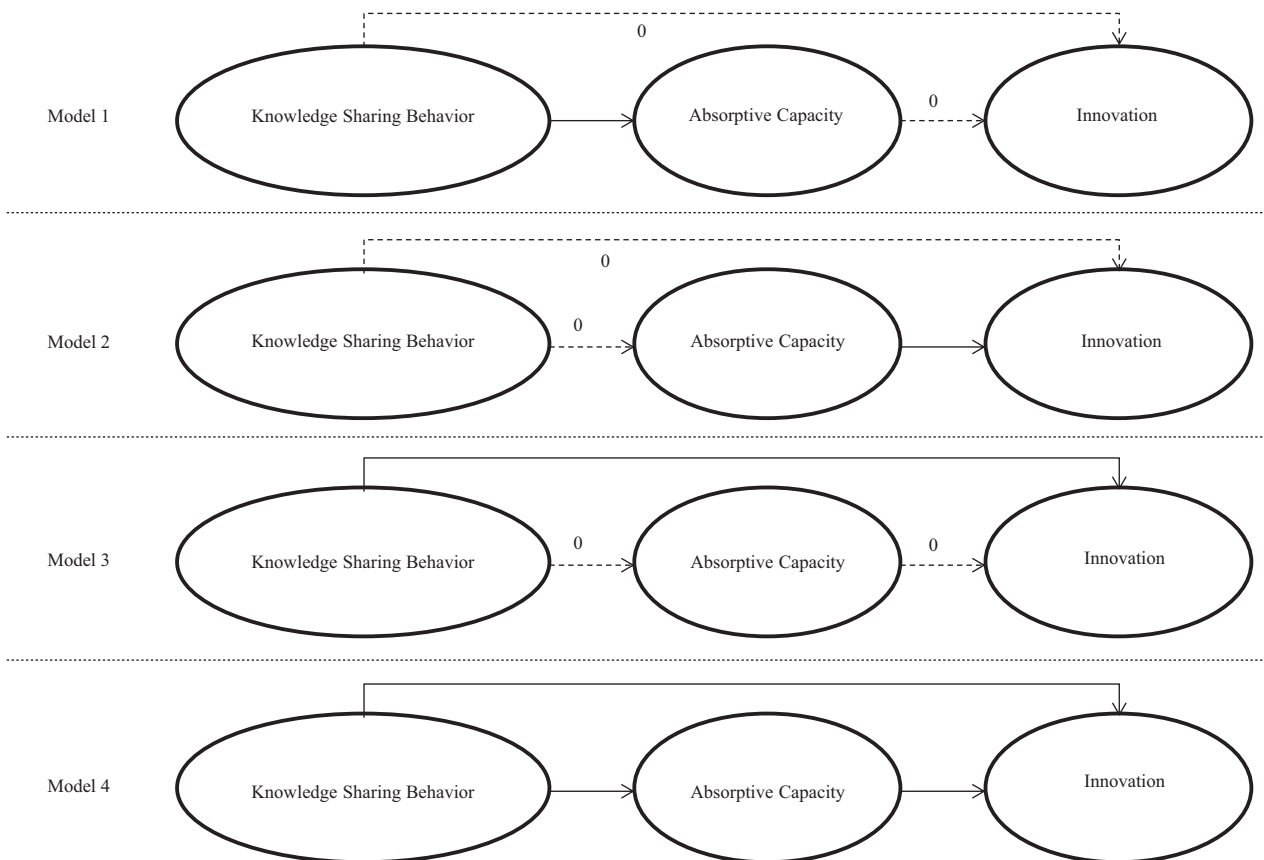 0
Model 1
Knowledge Sharing Behavior
Absorptive Capacity
0
Innovation
0
Model 2
Knowledge Sharing Behavior
0
Absorptive Capacity
Innovation
Model 3
Knowledge Sharing Behavior
0
Absorptive Capacity
0
Innovation
Model 4
Knowledge Sharing Behavior
Absorptive Capacity
Innovation